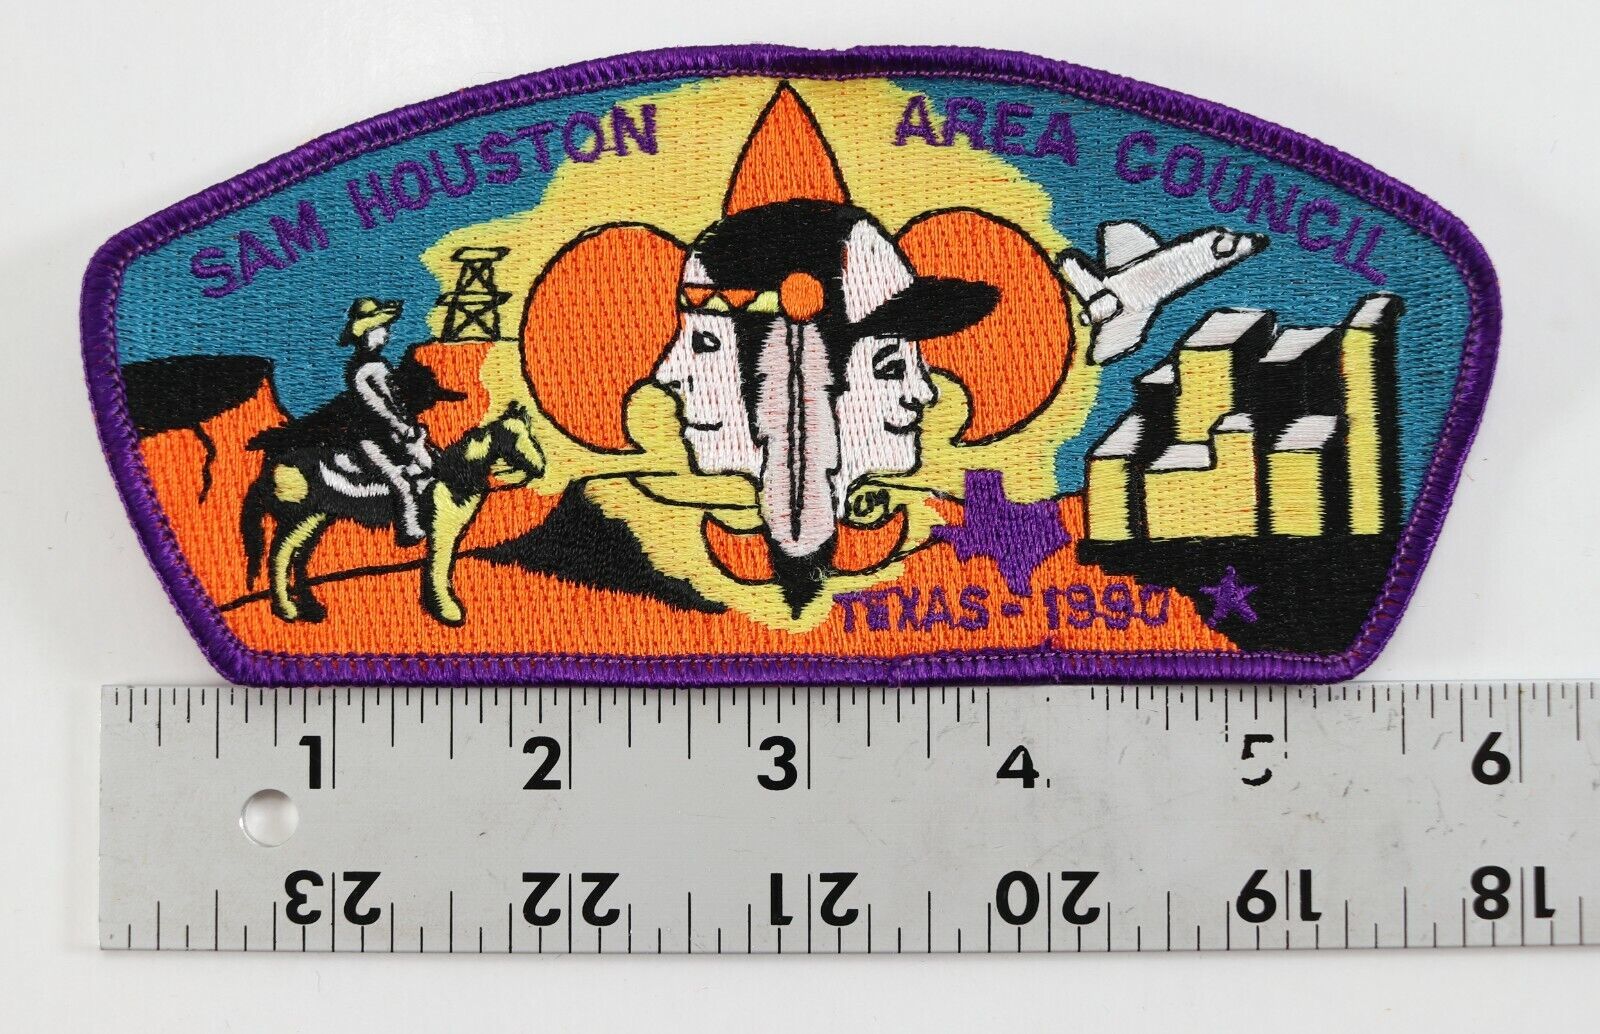 SAM HOUSTON AREA COUNCIL
TEXAS - 1990
1 2 3 4 5 6
23 22 21 20 19 18